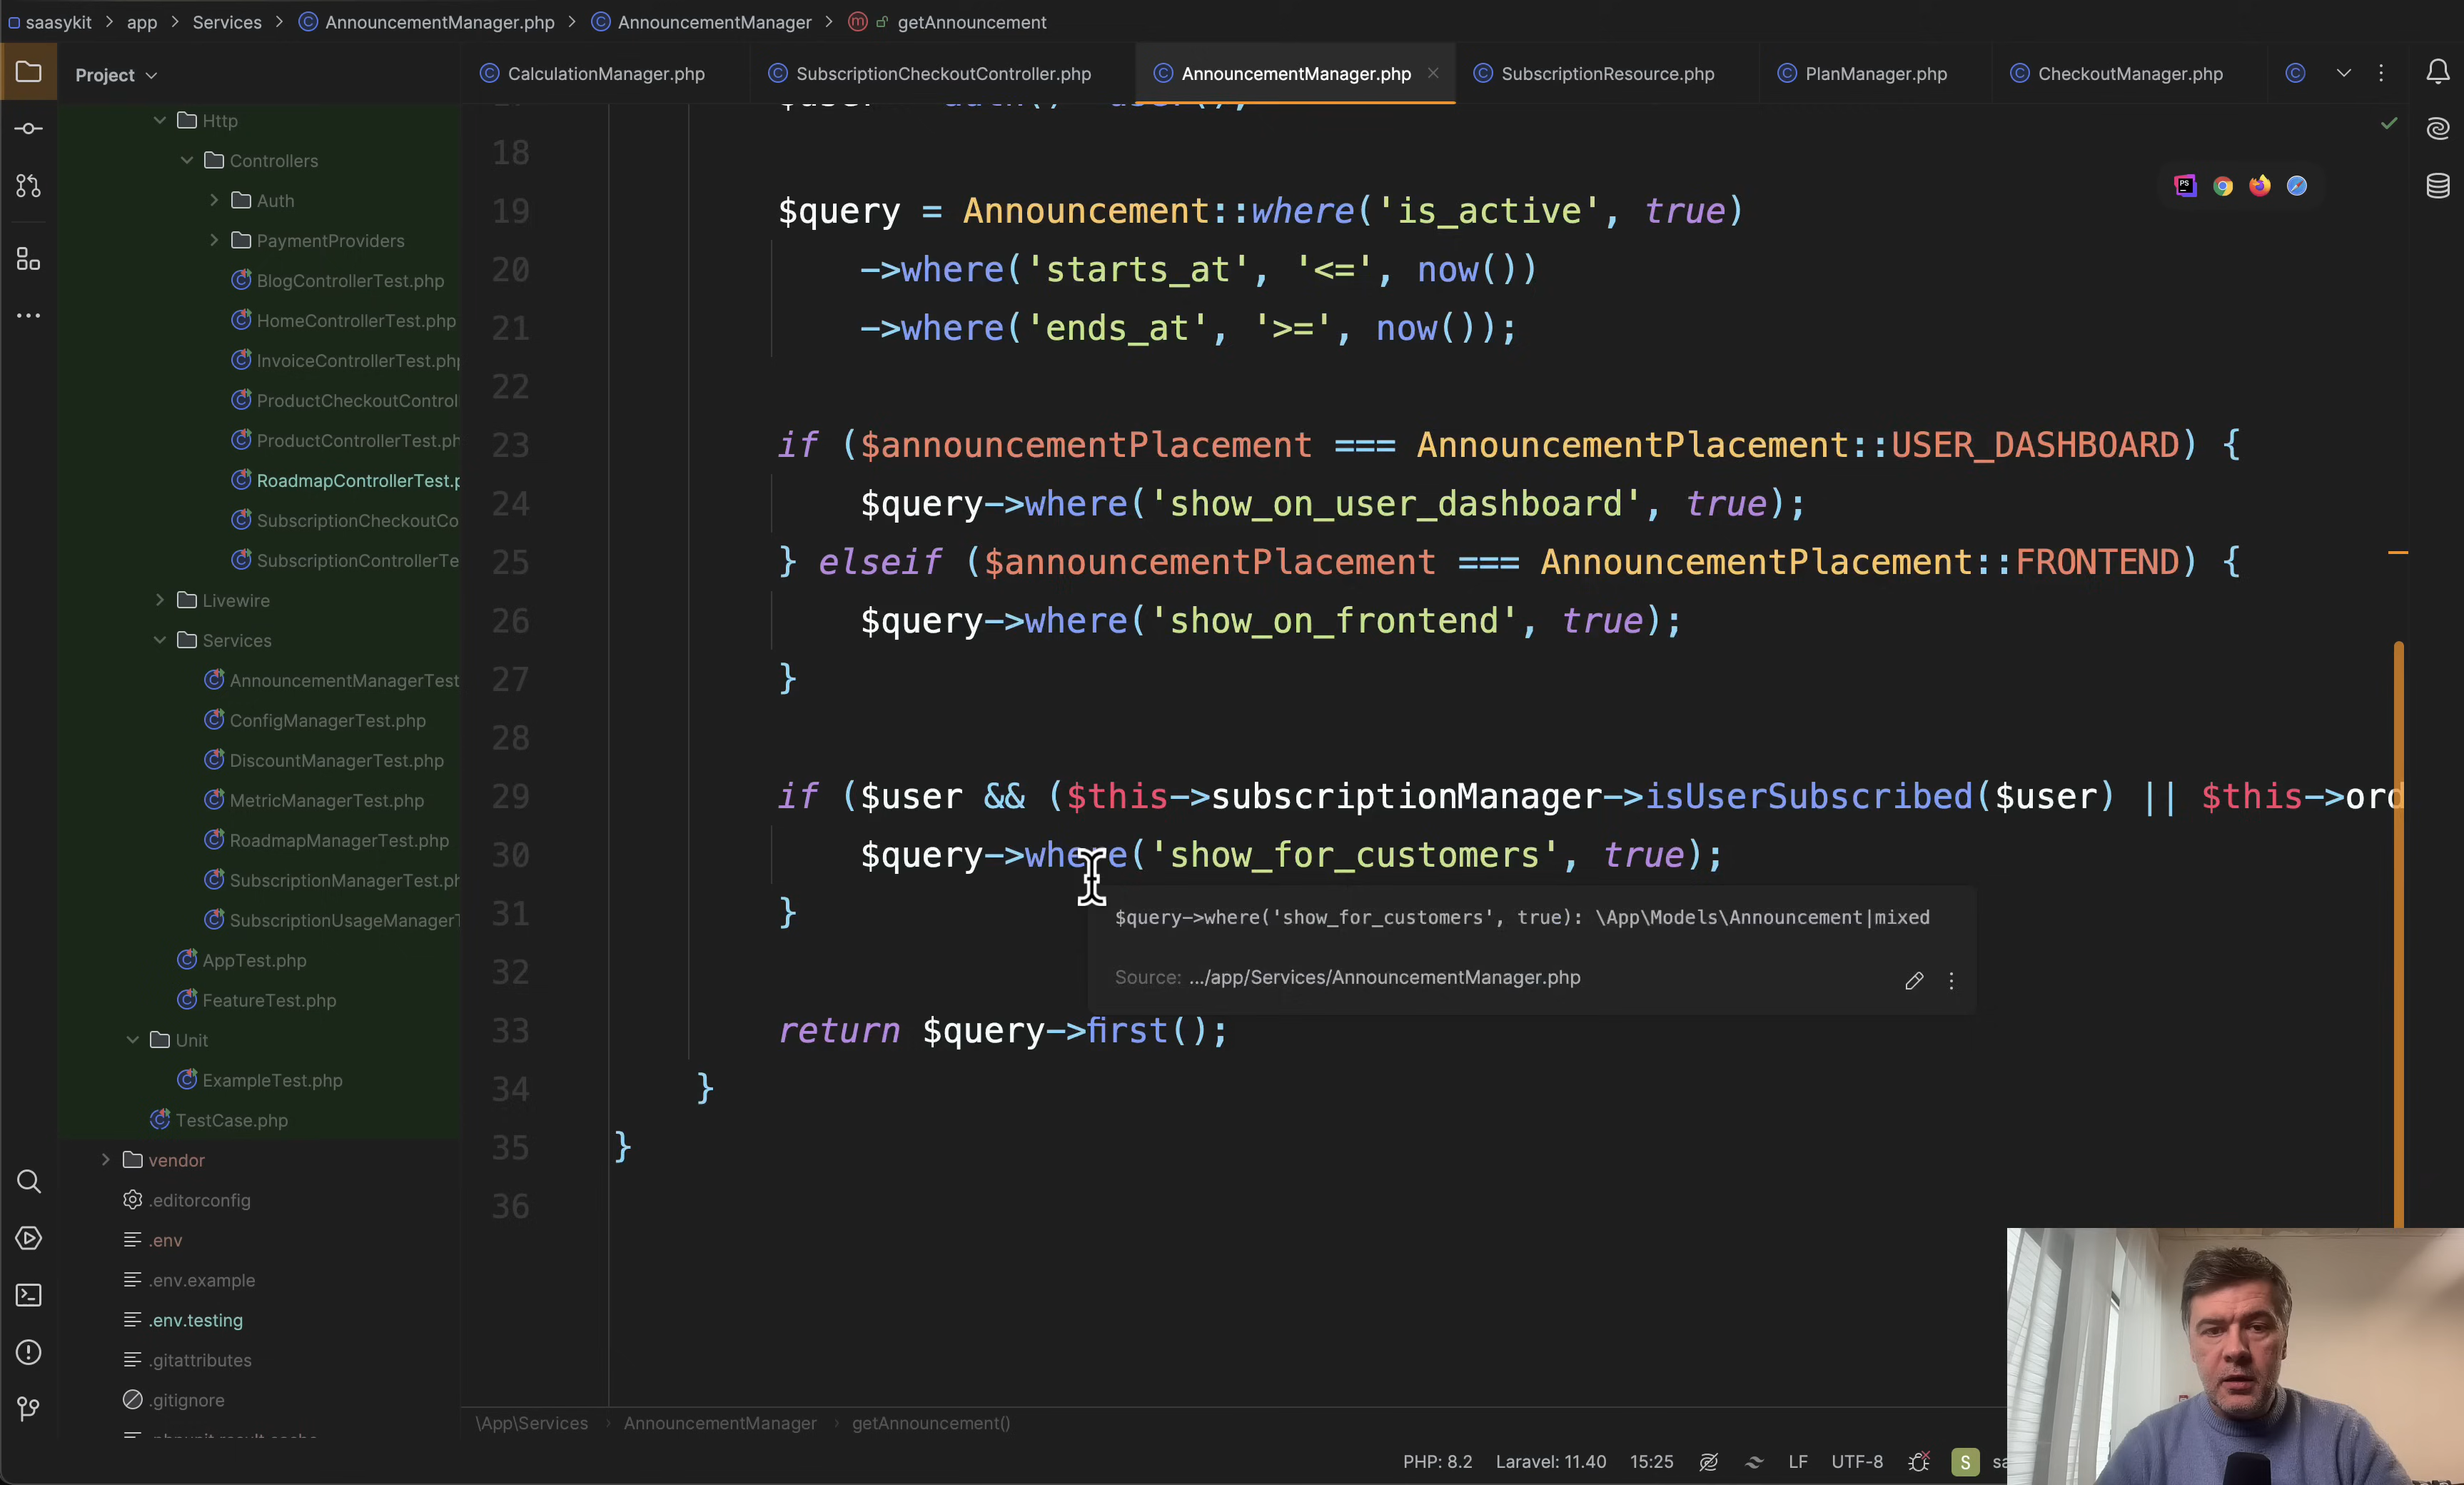 saasykit > app > Services > AnnouncementManager.php > AnnouncementManager > getAnnouncement
Project
CalculationManager.php
SubscriptionCheckoutController.php
AnnouncementManager.php
SubscriptionResource.php
PlanManager.php
CheckoutManager.php
Http
Controllers
Auth
PaymentProviders
BlogControllerTest.php
HomeControllerTest.php
InvoiceControllerTest.php
ProductCheckoutControl
ProductControllerTest.ph
RoadmapControllerTest.p
SubscriptionCheckoutCo
SubscriptionControllerTe
Livewire
Services
AnnouncementManagerTest
ConfigManagerTest.php
DiscountManagerTest.php
MetricManagerTest.php
RoadmapManagerTest.php
SubscriptionManagerTest.ph
SubscriptionUsageManagerT
AppTest.php
FeatureTest.php
Unit
ExampleTest.php
TestCase.php
vendor
.editorconfig
.env
.env.example
.env.testing
.gitattributes
.gitignore
18
19 $query = Announcement::where('is_active', true)
20 ->where('starts_at', '<=', now())
21 ->where('ends_at', '>=', now());
22
23 if ($announcementPlacement === AnnouncementPlacement::USER_DASHBOARD) {
24 $query->where('show_on_user_dashboard', true);
25 } elseif ($announcementPlacement === AnnouncementPlacement::FRONTEND) {
26 $query->where('show_on_frontend', true);
27 }
28
29 if ($user && ($this->subscriptionManager->isUserSubscribed($user) || $this->ord
30 $query->where('show_for_customers', true);
31 }
$query->where('show_for_customers', true): \App\Models\Announcement|mixed
32
Source: .../app/Services/AnnouncementManager.php
33 return $query->first();
34 }
35 }
36
\App\Services > AnnouncementManager > getAnnouncement()
PHP: 8.2 Laravel: 11.40 15:25 LF UTF-8 S sa